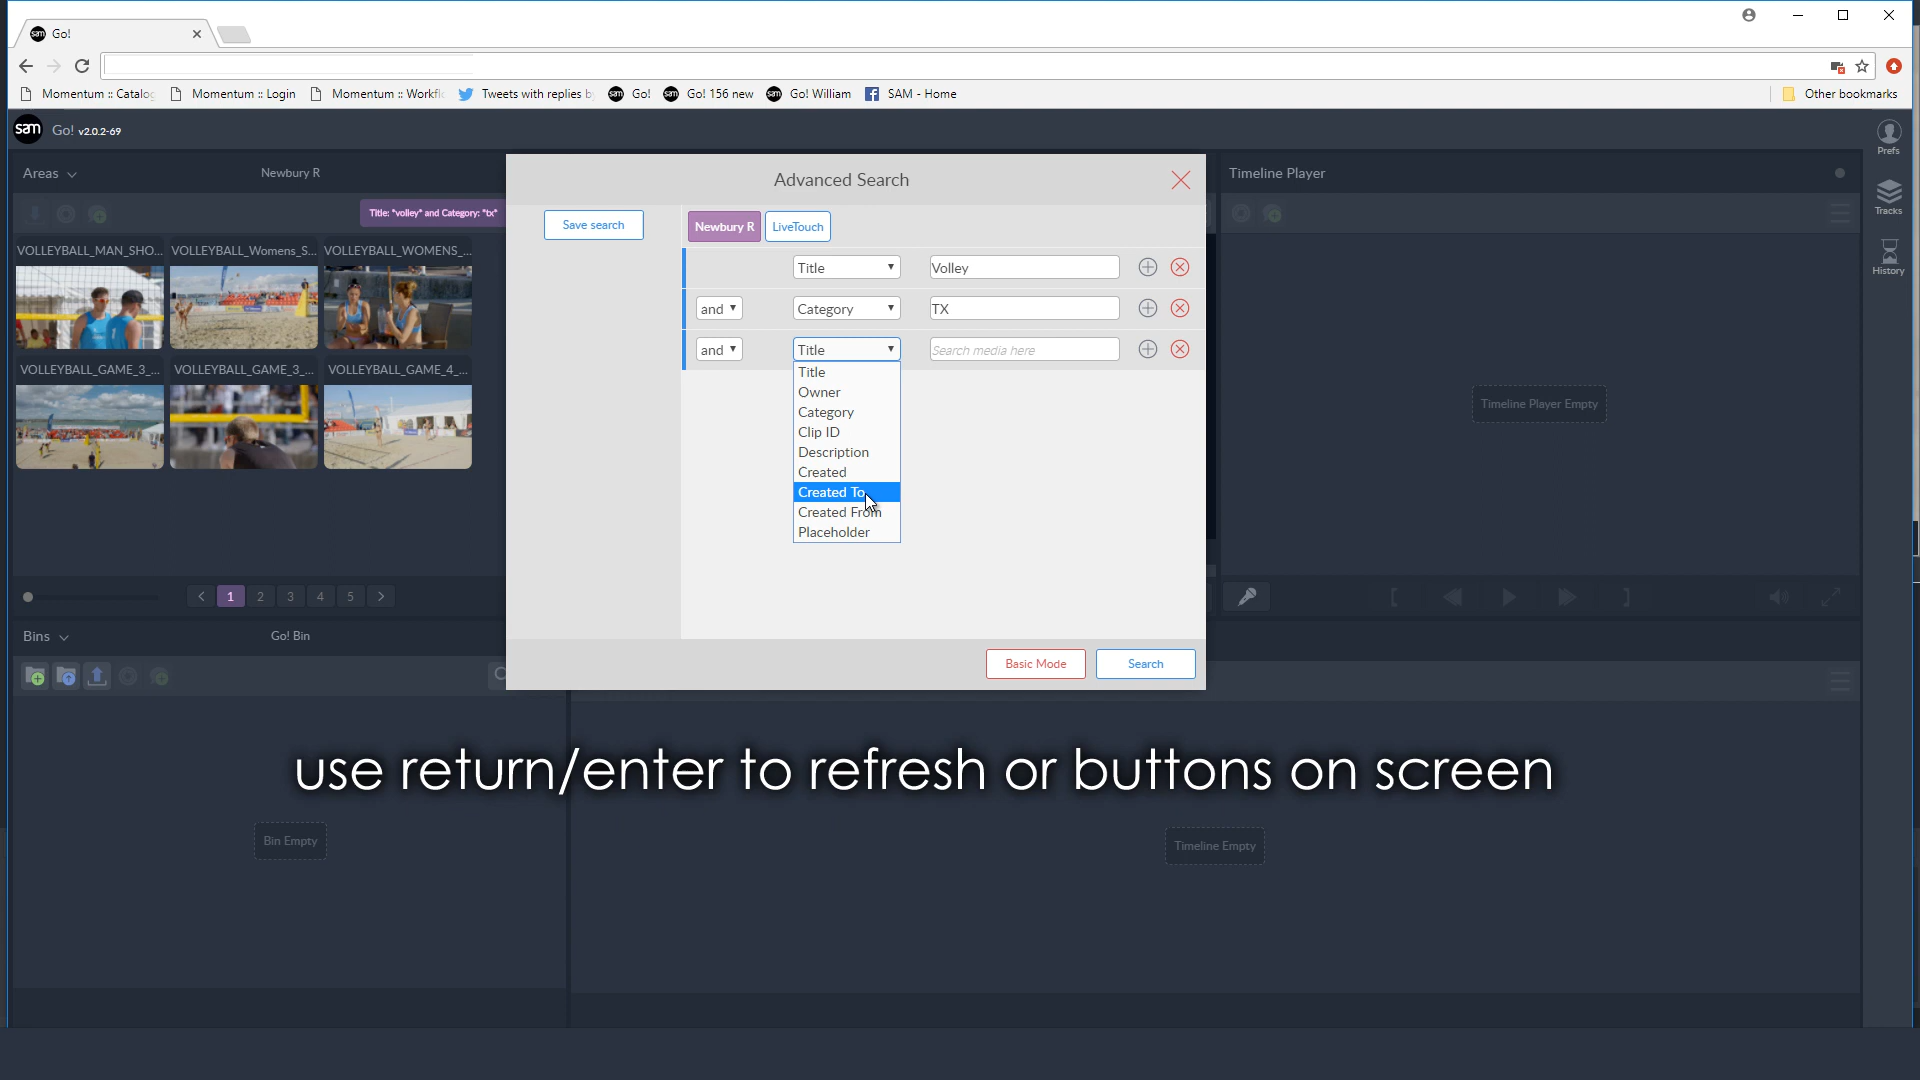 sam Go!
Momentum :: Catalog
Momentum :: Login
Momentum :: Workfl
Tweets with replies by
Go!
Go! 156 new
Go! William
SAM - Home
Other bookmarks
sam Go! v2.0.2-69
Prefs
Tracks
History
Areas
Newbury R
Title: "volley" and Category: "tx"
VOLLEYBALL_MAN_SHO...
VOLLEYBALL_Womens_S...
VOLLEYBALL_WOMENS_...
VOLLEYBALL_GAME_3_...
VOLLEYBALL_GAME_3_...
VOLLEYBALL_GAME_4_...
1 2 3 4 5
Bins
Go! Bin
Bin Empty
Advanced Search
Save search
Newbury R
LiveTouch
Title
Volley
and
Category
TX
and
Title
Search media here
Title
Owner
Category
Clip ID
Description
Created
Created To
Created From
Placeholder
Basic Mode
Search
Timeline Player
Timeline Player Empty
use return/enter to refresh or buttons on screen
Timeline Empty